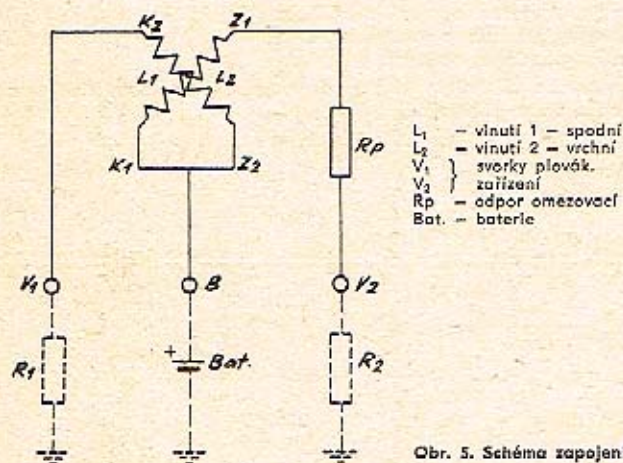 K2 Z1
L1 L2
K1 Z2
Rp
V1 B V2
R1 + Bat. R2
L₁ – vinutí 1 – spodní
L₂ – vinutí 2 – vrchní
V₁ } svorky plovák.
V₂ } zařízení
Rp – odpor omezovací
Bat. – baterie
Obr. 5. Schéma zapojení